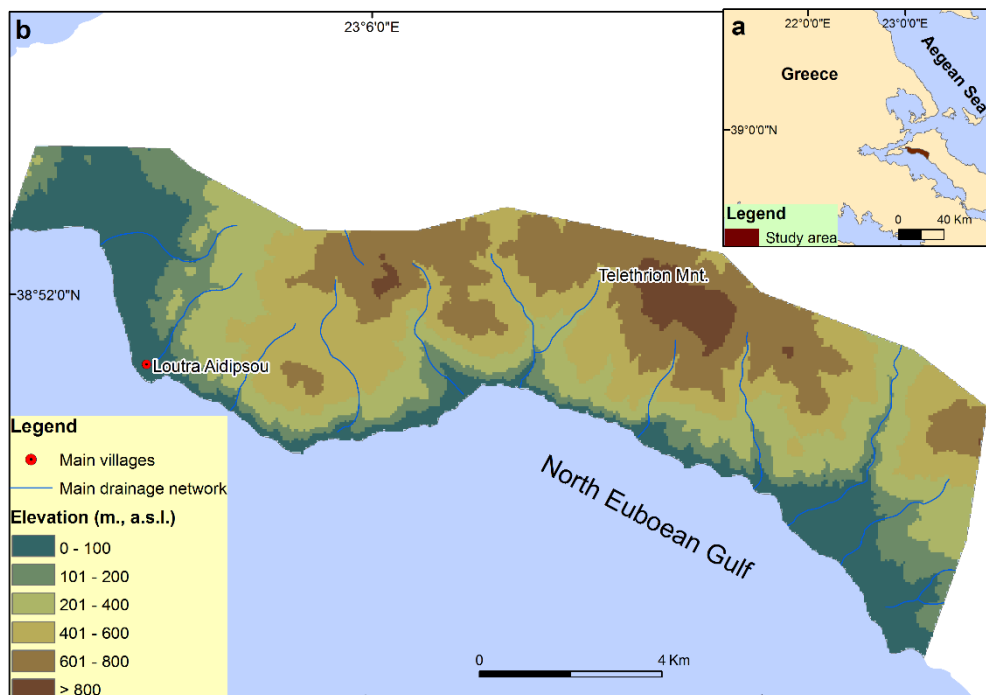 b
23°6'0"E
38°52'0"N
Telethrion Mnt.
Loutra Aidipsou
North Euboean Gulf
Legend
Main villages
Main drainage network
Elevation (m., a.s.l.)
0 - 100
101 - 200
201 - 400
401 - 600
601 - 800
> 800
0 4 Km
a
22°0'0"E 23°0'0"E
Greece
Aegean Sea
39°0'0"N
Legend
Study area
0 40 Km